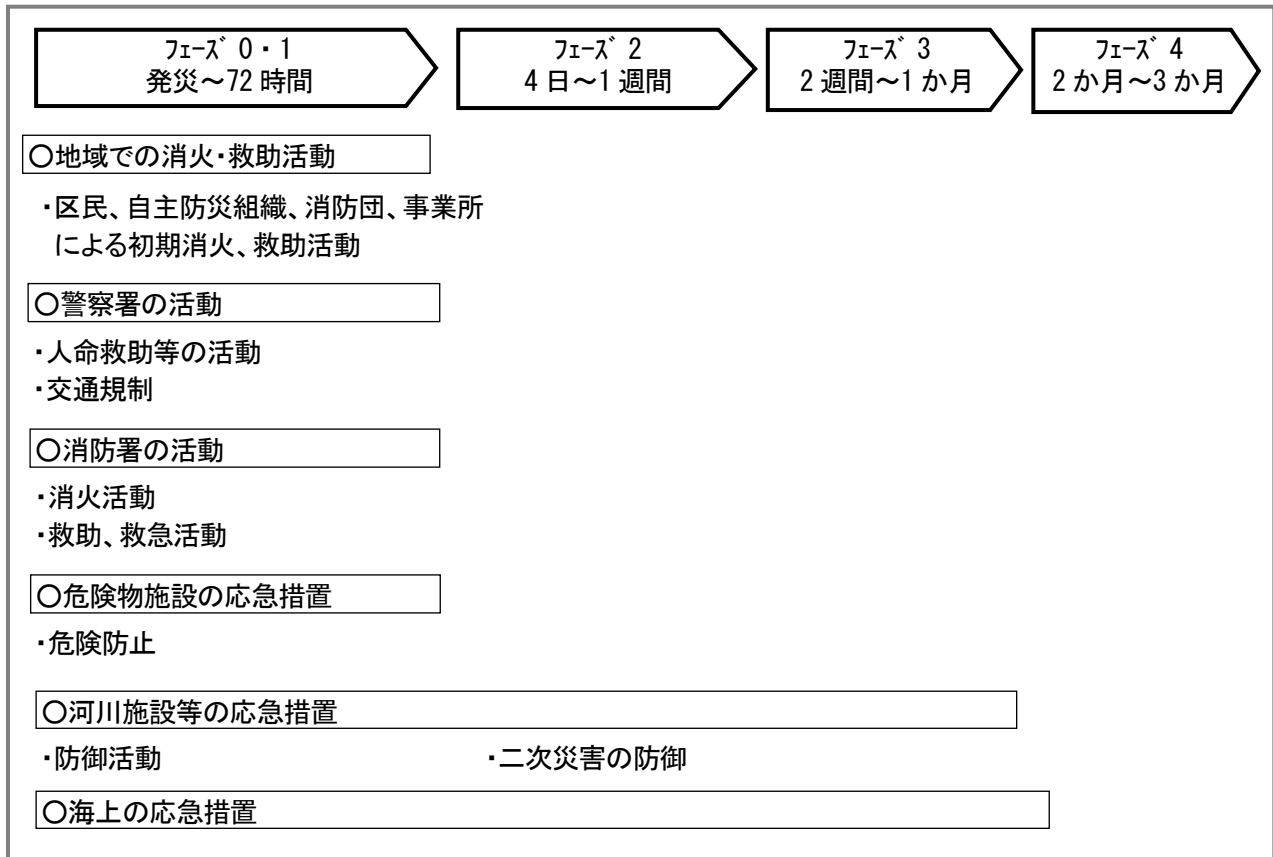 ﾌｪｰｽﾞ 0・1
発災～72 時間
ﾌｪｰｽﾞ 2
4 日～1 週間
ﾌｪｰｽﾞ 3
2 週間～1 か月
ﾌｪｰｽﾞ 4
2 か月～3 か月
○地域での消火・救助活動
・区民、自主防災組織、消防団、事業所
による初期消火、救助活動
○警察署の活動
・人命救助等の活動
・交通規制
○消防署の活動
・消火活動
・救助、救急活動
○危険物施設の応急措置
・危険防止
○河川施設等の応急措置
・防御活動
・二次災害の防御
○海上の応急措置